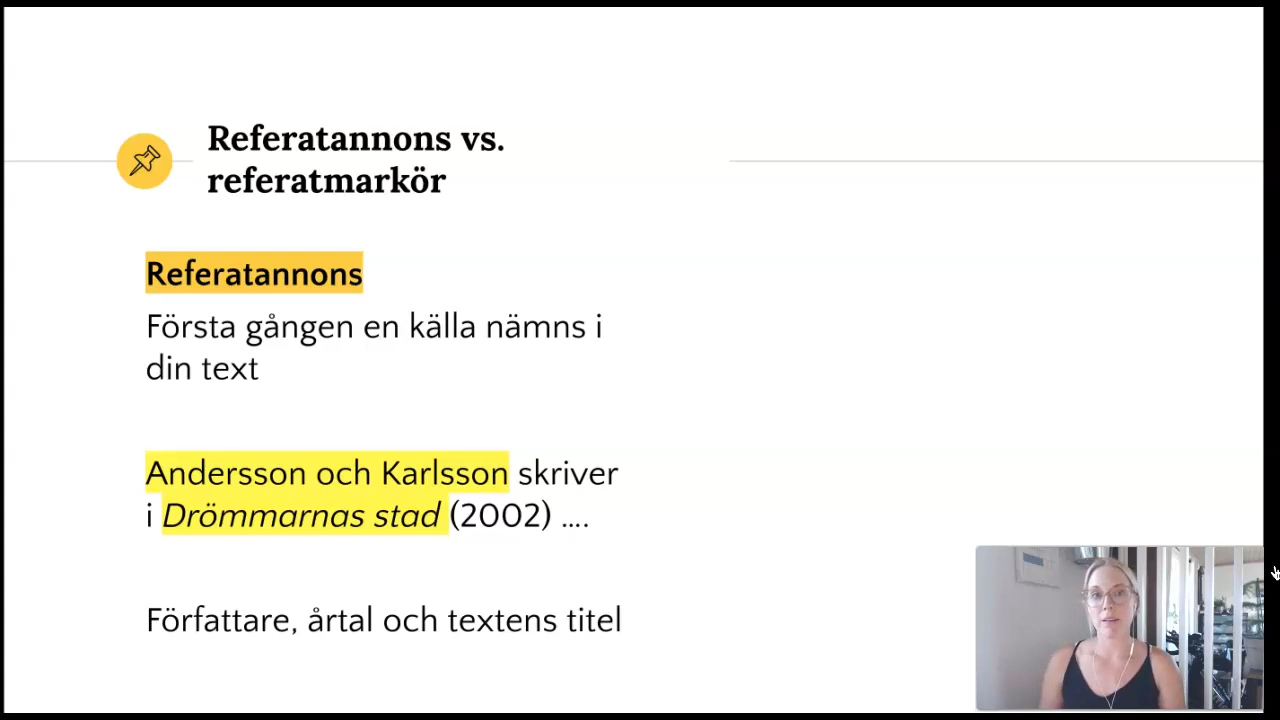 Referatannons vs.
referatmarkör
Referatannons
Första gången en källa nämns i
din text
Andersson och Karlsson skriver
i Drömmarnas stad (2002) ....
Författare, årtal och textens titel